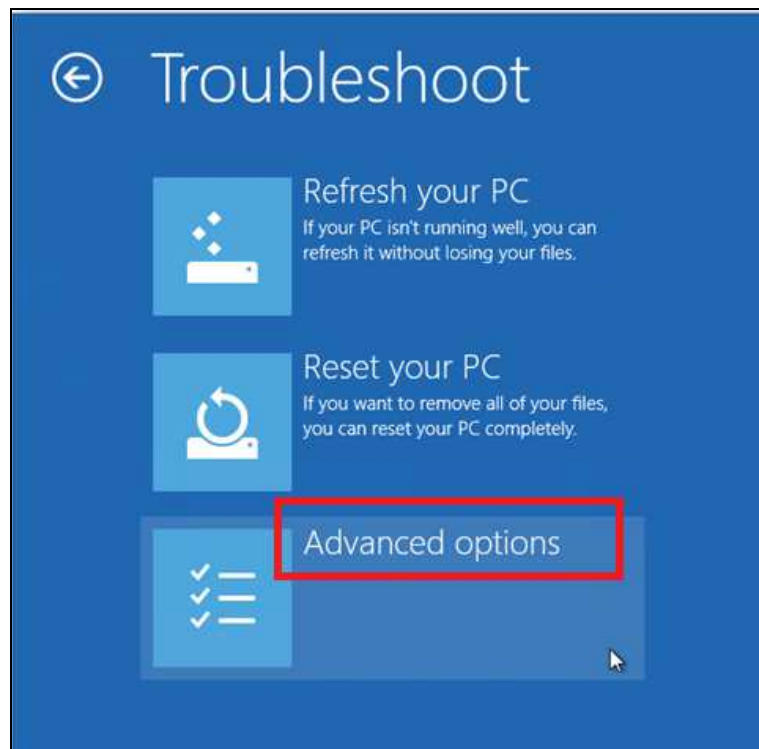 Troubleshoot
Refresh your PC
If your PC isn't running well, you can
refresh it without losing your files.
Reset your PC
If you want to remove all of your files,
you can reset your PC completely.
Advanced options